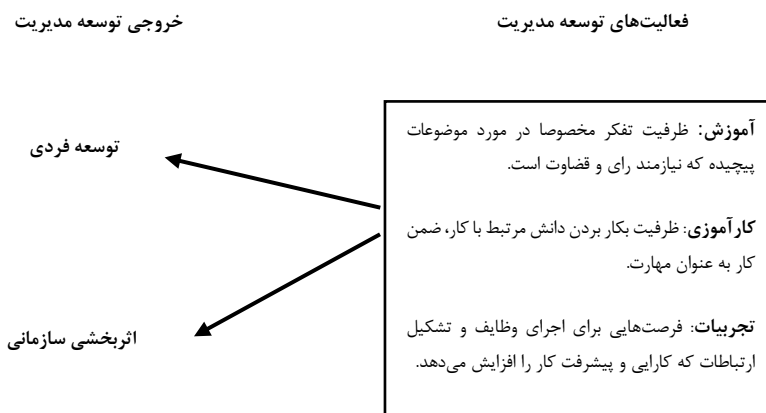 فعالیت‌های توسعه مدیریت
خروجی توسعه مدیریت
آموزش: ظرفیت تفکر مخصوصا در مورد موضوعات
پیچیده که نیازمند رای و قضاوت است.
کارآموزی: ظرفیت بکار بردن دانش مرتبط با کار، ضمن
کار به عنوان مهارت.
تجربیات: فرصت‌هایی برای اجرای وظایف و تشکیل
ارتباطات که کارایی و پیشرفت کار را افزایش می‌دهد.
توسعه فردی
اثربخشی سازمانی